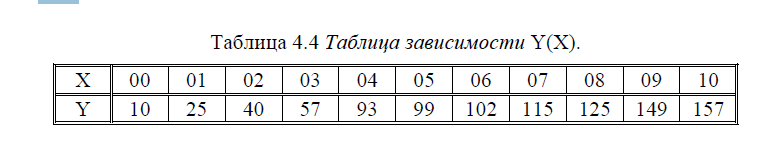 Таблица 4.4 Таблица зависимости Y(X).
X 00 01 02 03 04 05 06 07 08 09 10
Y 10 25 40 57 93 99 102 115 125 149 157